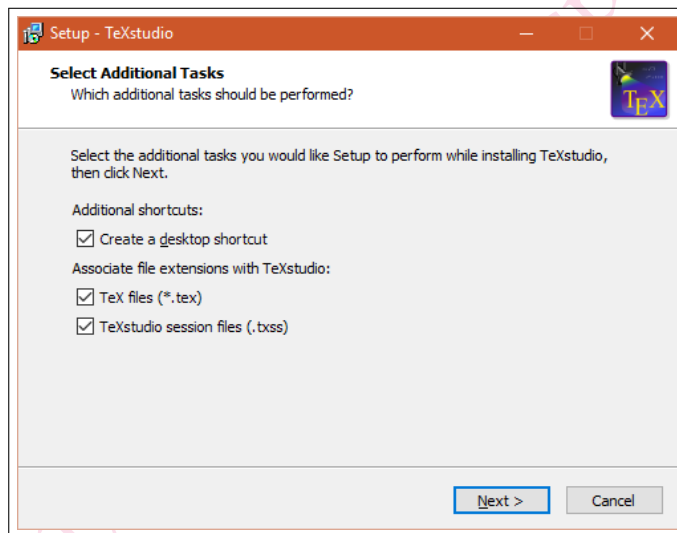 Setup - TeXstudio
Select Additional Tasks
Which additional tasks should be performed?
TEX
Select the additional tasks you would like Setup to perform while installing TeXstudio,
then click Next.
Additional shortcuts:
Create a desktop shortcut
Associate file extensions with TeXstudio:
TeX files (*.tex)
TeXstudio session files (.txss)
Next >
Cancel